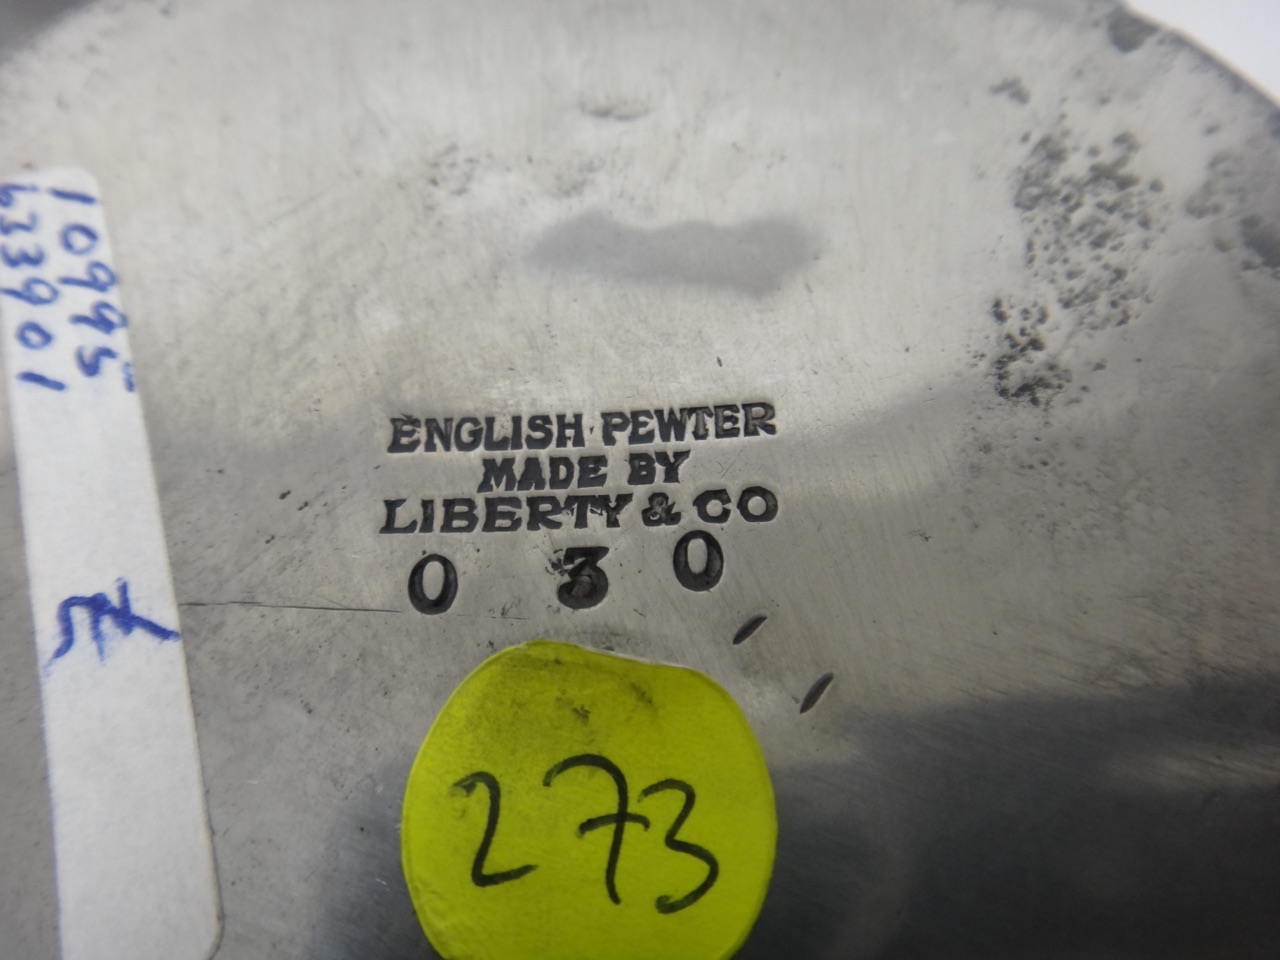 ENGLISH PEWTER
MADE BY
LIBERTY & CO
0 3 0
273
10995
633901